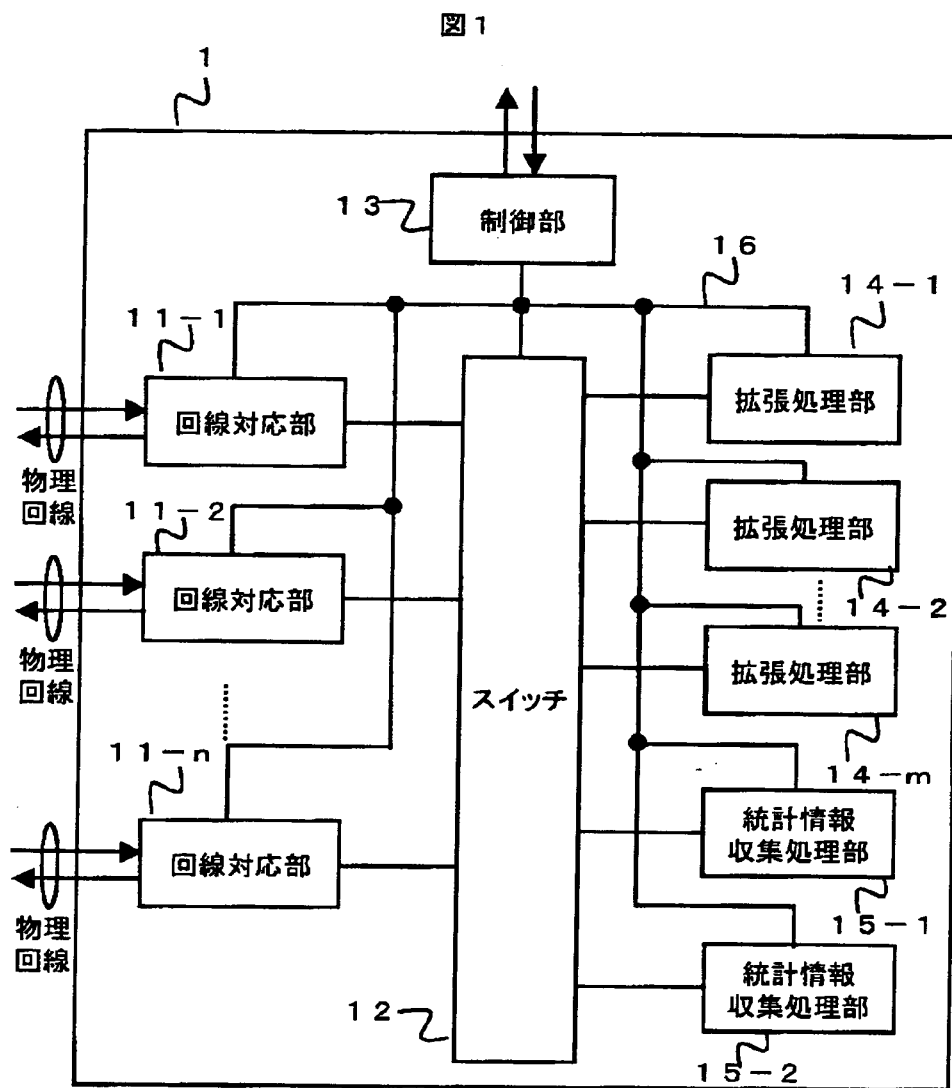 図1
1
13
制御部
16
14-1
11-1
回線対応部
拡張処理部
物理
回線
11-2
回線対応部
拡張処理部
14-2
物理
回線
スイッチ
拡張処理部
14-m
11-n
回線対応部
統計情報
収集処理部
15-1
物理
回線
12
統計情報
収集処理部
15-2